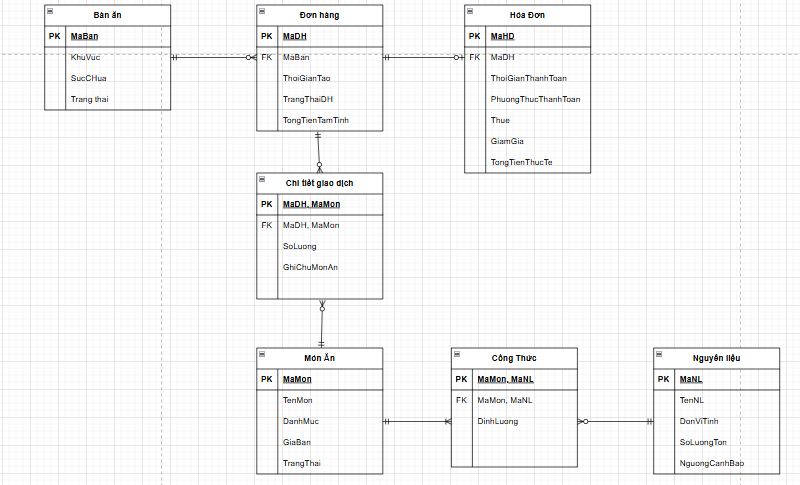 Bàn ăn
PK MaBan
KhuVuc
SucCHua
Trang thai
Đơn hàng
PK MaDH
FK MaBan
ThoiGianTao
TrangThaiDH
TongTienTamTinh
Hóa Đơn
PK MaHD
FK MaDH
ThoiGianThanhToan
PhuongThucThanhToan
Thue
GiamGia
TongTienThucTe
Chi tiết giao dịch
PK MaDH, MaMon
FK MaDH, MaMon
SoLuong
GhiChuMonAn
Món Ăn
PK MaMon
TenMon
DanhMuc
GiaBan
TrangThai
Công Thức
PK MaMon, MaNL
FK MaMon, MaNL
DinhLuong
Nguyên liệu
PK MaNL
TenNL
DonViTinh
SoLuongTon
NguongCanhBao